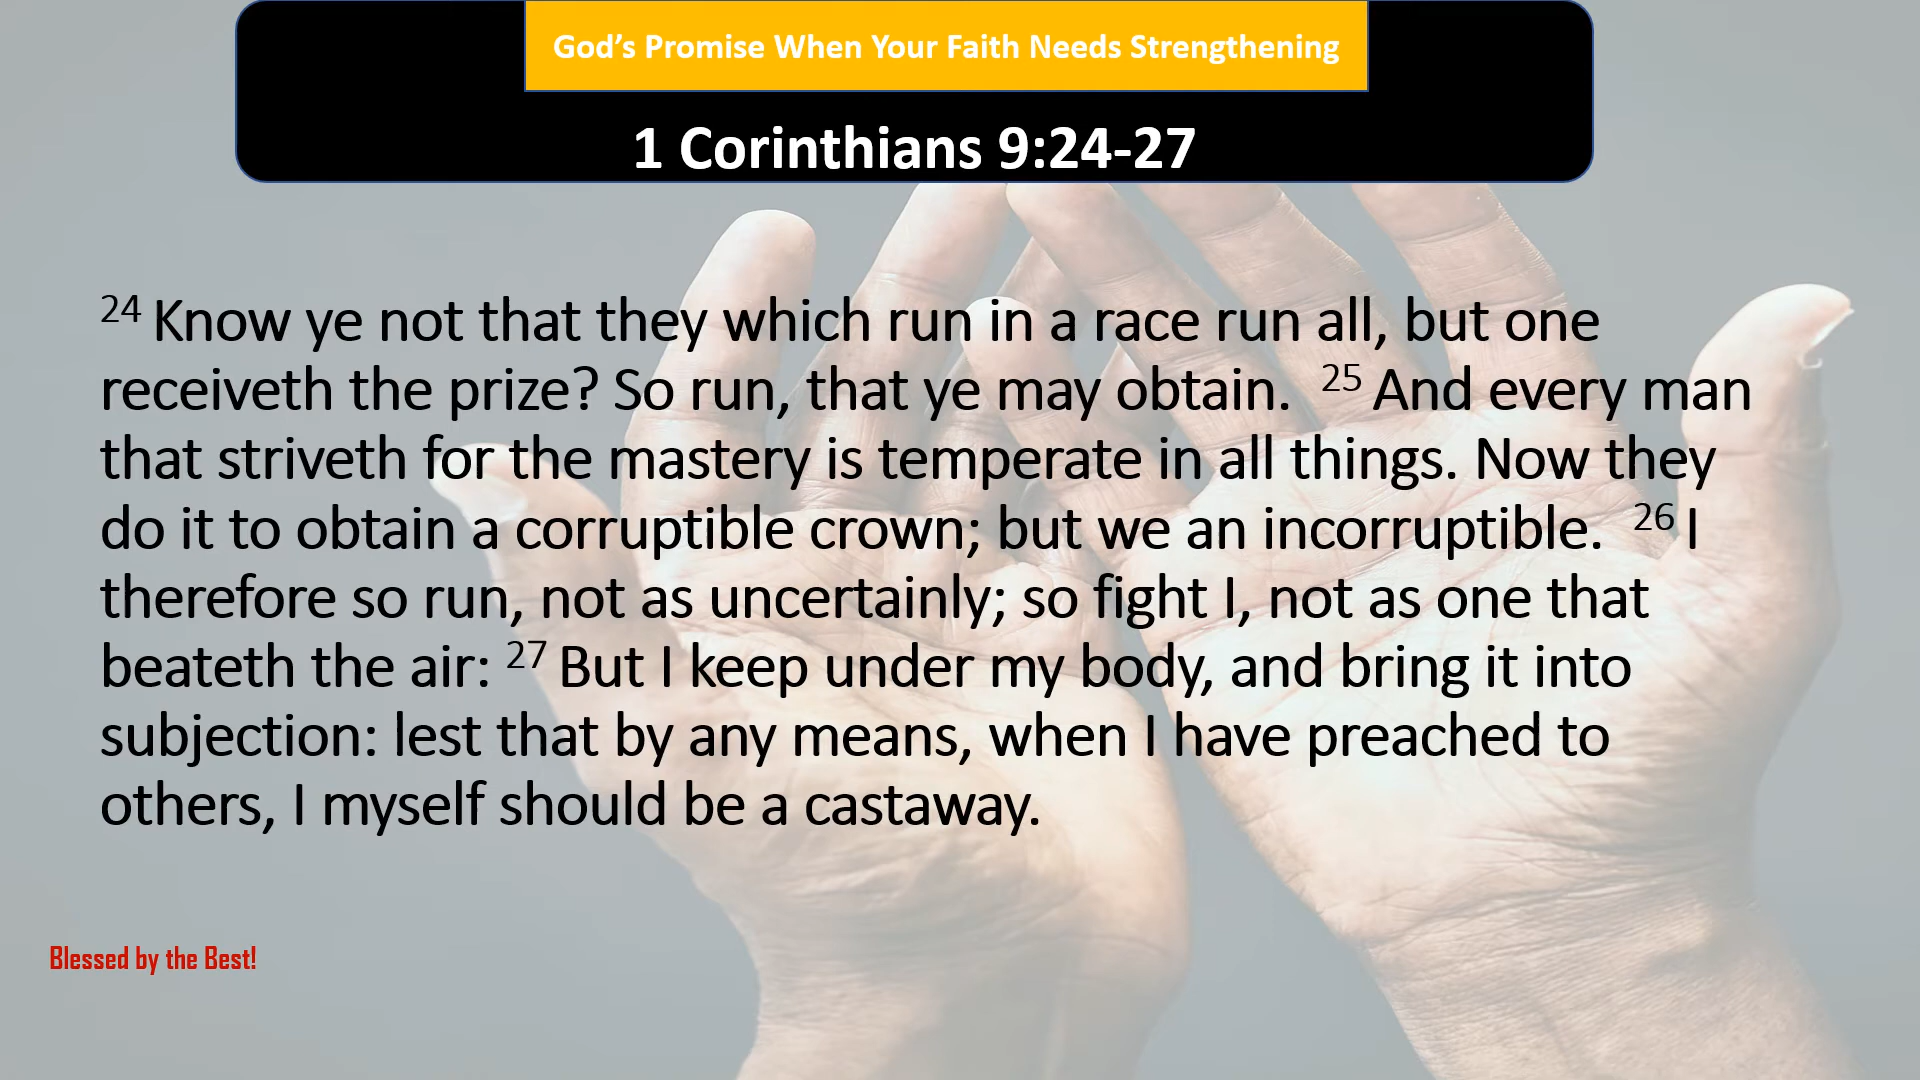 God’s Promise When Your Faith Needs Strengthening
1 Corinthians 9:24-27
24 Know ye not that they which run in a race run all, but one
receiveth the prize? So run, that ye may obtain. 25 And every man
that striveth for the mastery is temperate in all things. Now they
do it to obtain a corruptible crown; but we an incorruptible. 26 I
therefore so run, not as uncertainly; so fight I, not as one that
beateth the air: 27 But I keep under my body, and bring it into
subjection: lest that by any means, when I have preached to
others, I myself should be a castaway.
Blessed by the Best!